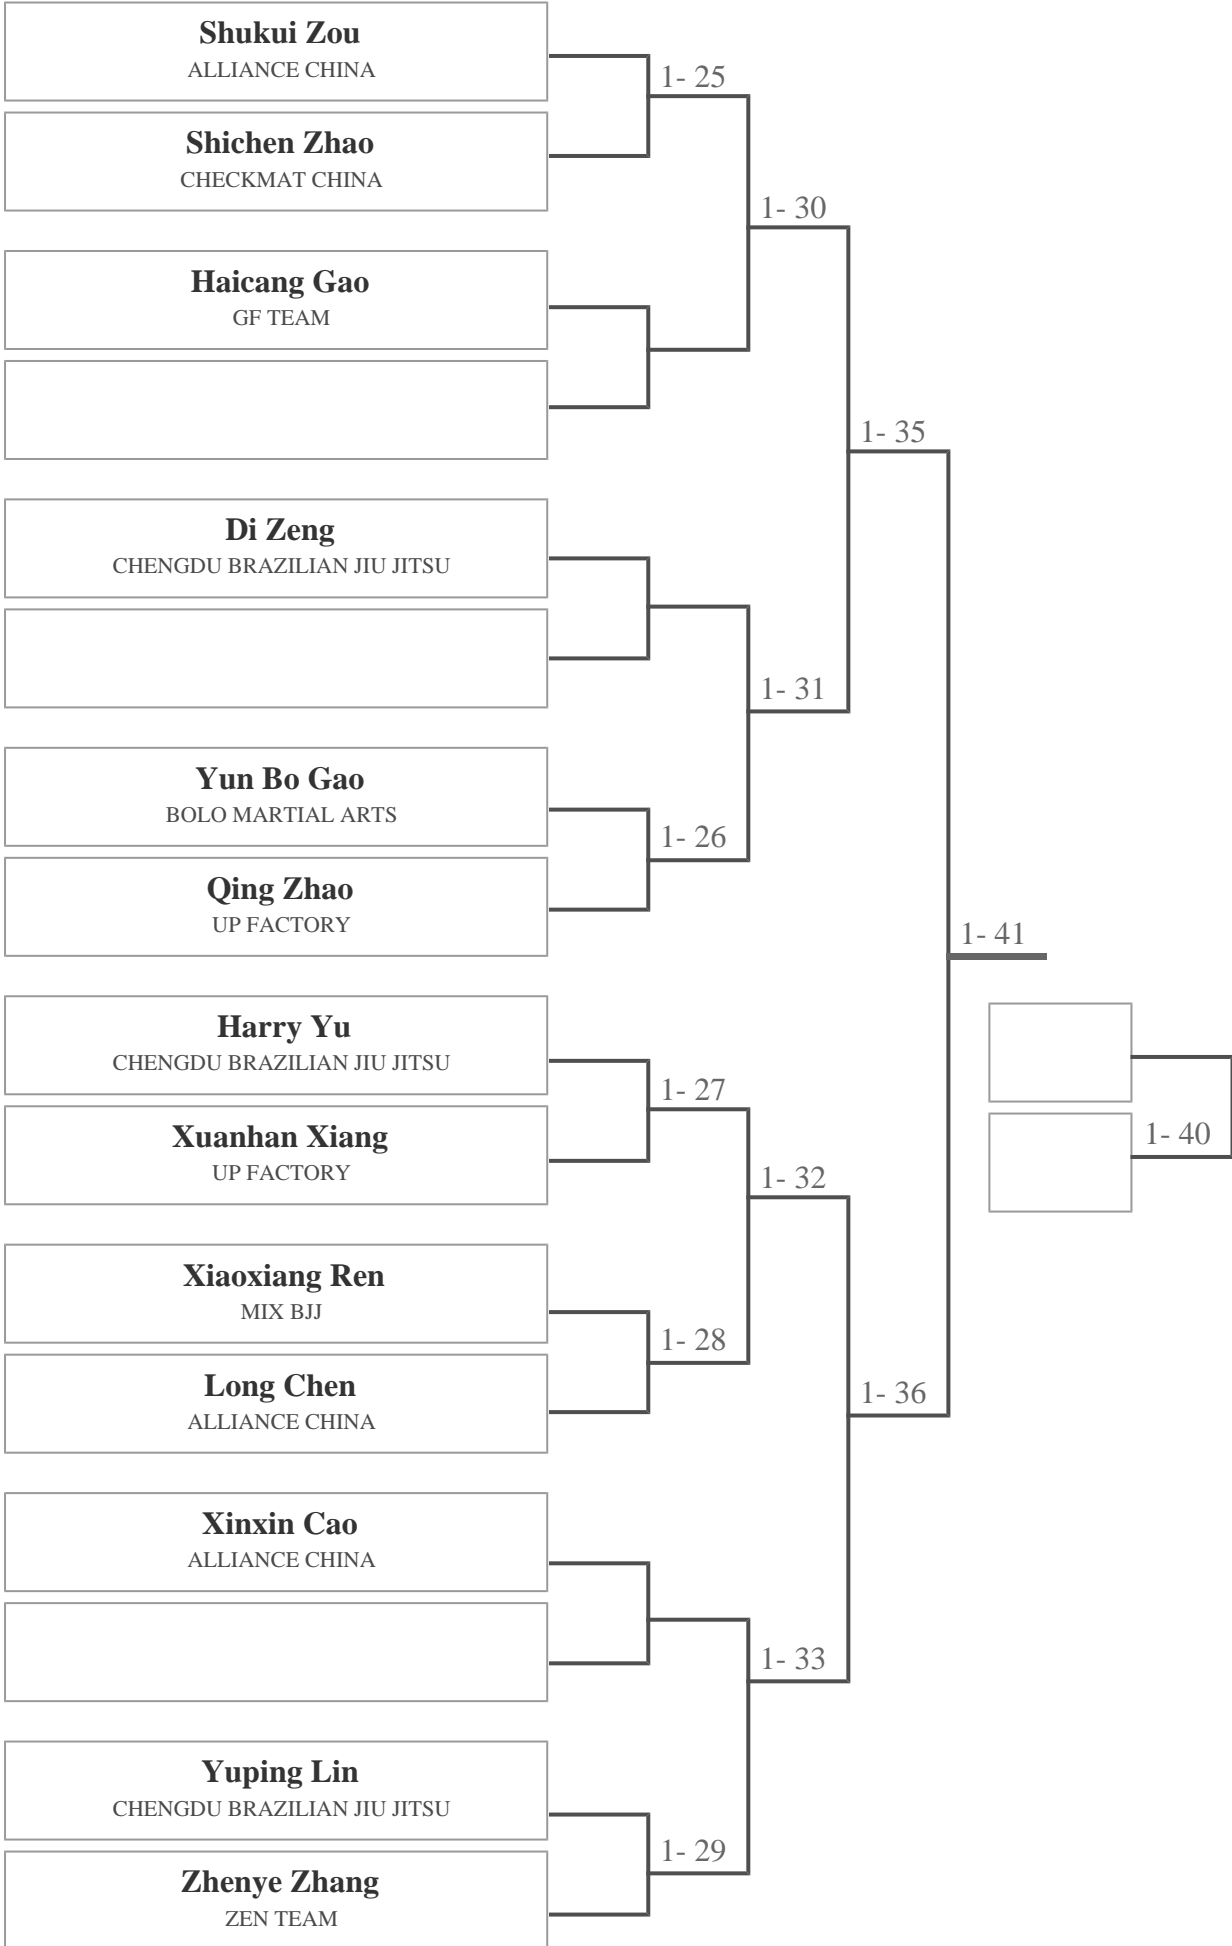 Shukui Zou
ALLIANCE CHINA
1- 25
Shichen Zhao
CHECKMAT CHINA
1- 30
Haicang Gao
GF TEAM
1- 35
Di Zeng
CHENGDU BRAZILIAN JIU JITSU
1- 31
Yun Bo Gao
BOLO MARTIAL ARTS
1- 26
Qing Zhao
UP FACTORY
1- 41
Harry Yu
CHENGDU BRAZILIAN JIU JITSU
1- 27
Xuanhan Xiang
UP FACTORY
1- 40
1- 32
Xiaoxiang Ren
MIX BJJ
1- 28
Long Chen
ALLIANCE CHINA
1- 36
Xinxin Cao
ALLIANCE CHINA
1- 33
Yuping Lin
CHENGDU BRAZILIAN JIU JITSU
1- 29
Zhenye Zhang
ZEN TEAM